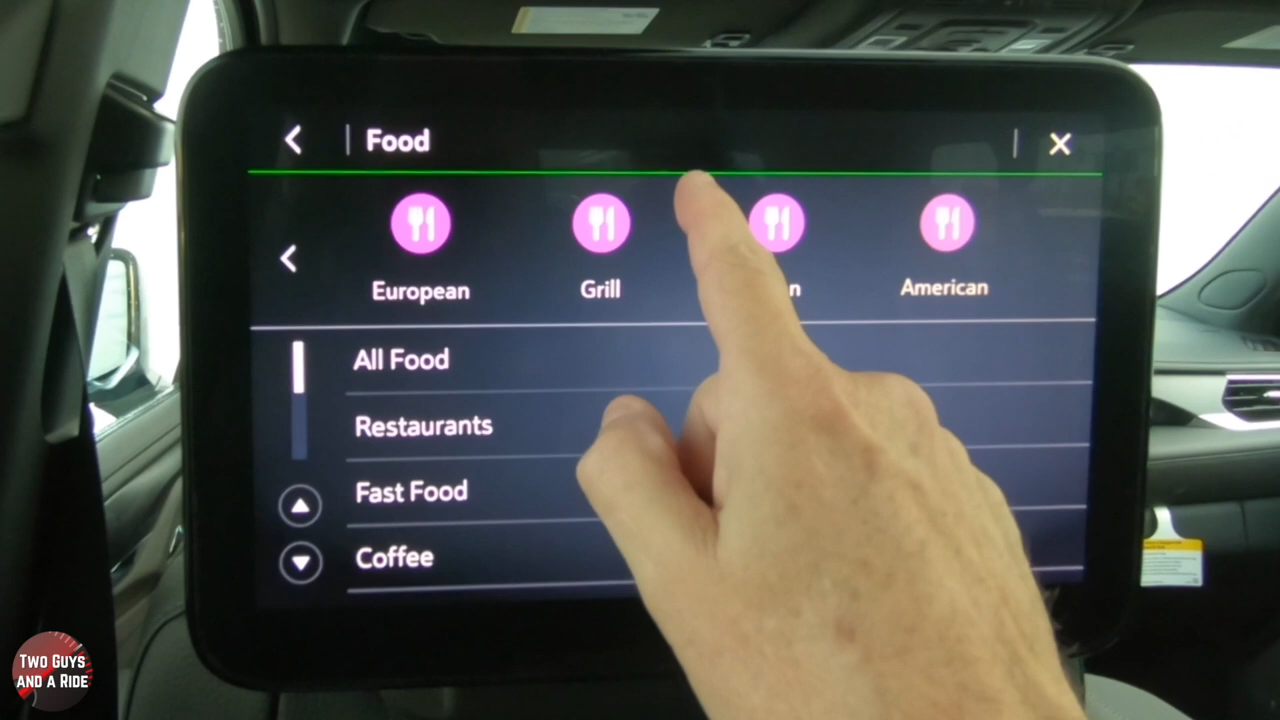 Food
European
Grill
American
All Food
Restaurants
Fast Food
Coffee
TWO GUYS
AND A RIDE